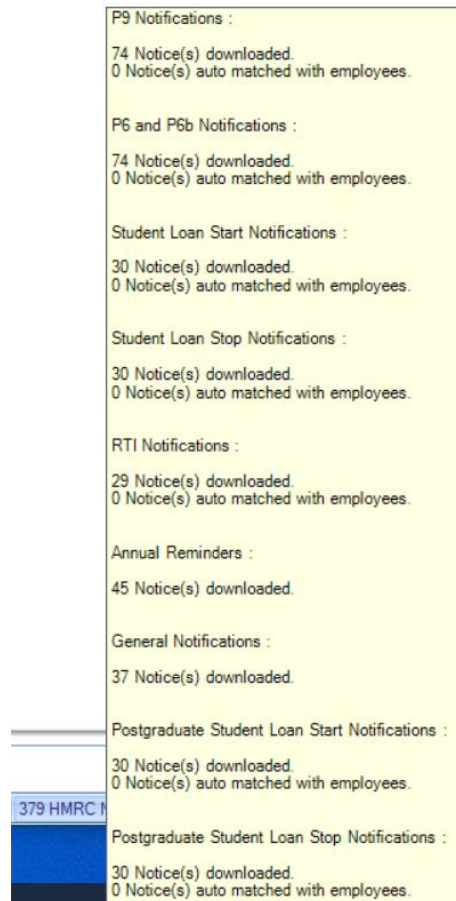 P9 Notifications :
74 Notice(s) downloaded.
0 Notice(s) auto matched with employees.
P6 and P6b Notifications :
74 Notice(s) downloaded.
0 Notice(s) auto matched with employees.
Student Loan Start Notifications :
30 Notice(s) downloaded.
0 Notice(s) auto matched with employees.
Student Loan Stop Notifications :
30 Notice(s) downloaded.
0 Notice(s) auto matched with employees.
RTI Notifications :
29 Notice(s) downloaded.
0 Notice(s) auto matched with employees.
Annual Reminders :
45 Notice(s) downloaded.
General Notifications :
37 Notice(s) downloaded.
Postgraduate Student Loan Start Notifications :
30 Notice(s) downloaded.
0 Notice(s) auto matched with employees.
379 HMRC N
Postgraduate Student Loan Stop Notifications :
30 Notice(s) downloaded.
0 Notice(s) auto matched with employees.